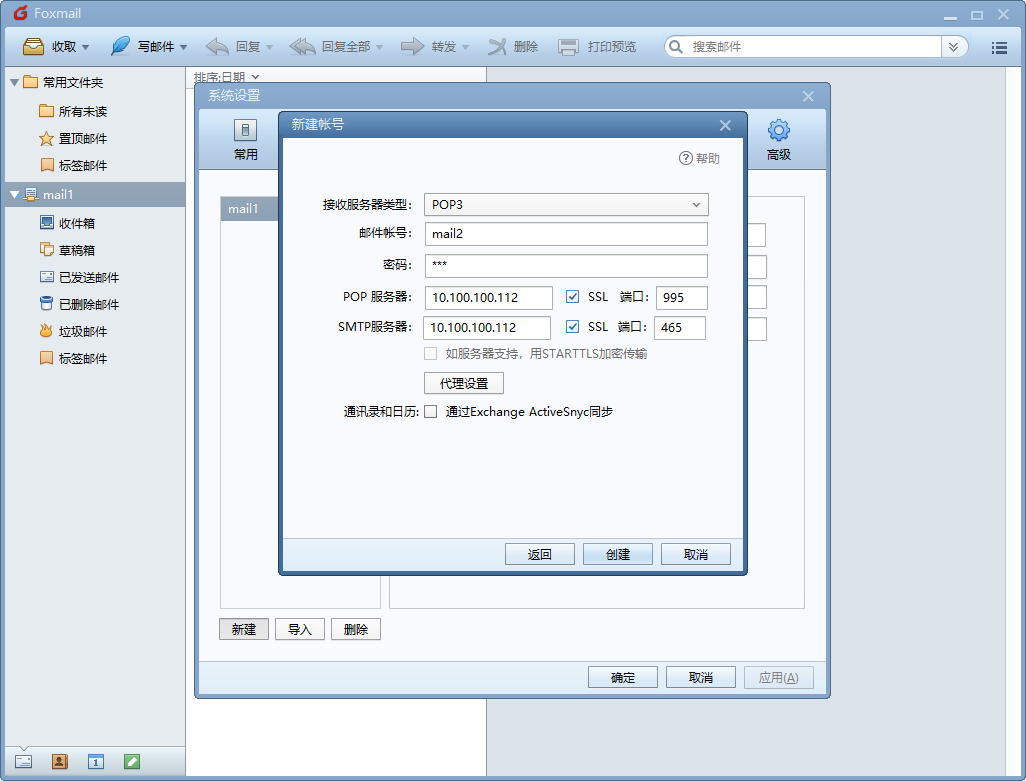 Foxmail
收取 写邮件 回复 回复全部 转发 删除 打印预览 搜索邮件
常用文件夹
所有未读
置顶邮件
标签邮件
mail1
收件箱
草稿箱
已发送邮件
已删除邮件
垃圾邮件
标签邮件
排序:日期
系统设置
常用
高级
mail1
新建帐号
帮助
接收服务器类型: POP3
邮件帐号: mail2
密码: ***
POP 服务器: 10.100.100.112 SSL 端口: 995
SMTP服务器: 10.100.100.112 SSL 端口: 465
如服务器支持，用STARTTLS加密传输
代理设置
通讯录和日历: 通过Exchange ActiveSnyc同步
返回 创建 取消
新建 导入 删除
确定 取消 应用(A)